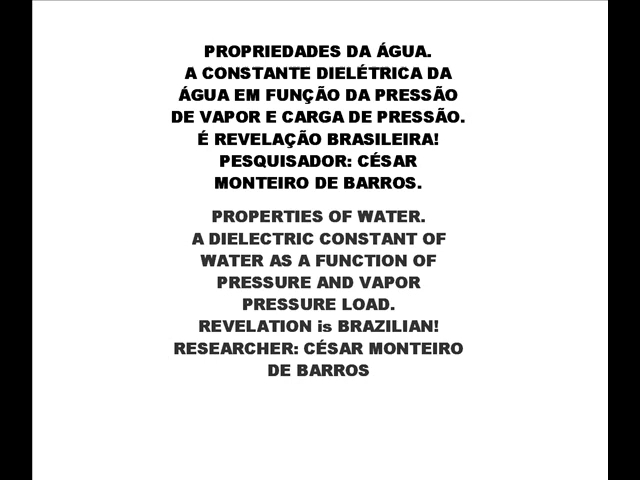 PROPRIEDADES DA ÁGUA.
A CONSTANTE DIELÉTRICA DA
ÁGUA EM FUNÇÃO DA PRESSÃO
DE VAPOR E CARGA DE PRESSÃO.
É REVELAÇÃO BRASILEIRA!
PESQUISADOR: CÉSAR
MONTEIRO DE BARROS.
PROPERTIES OF WATER.
A DIELECTRIC CONSTANT OF
WATER AS A FUNCTION OF
PRESSURE AND VAPOR
PRESSURE LOAD.
REVELATION is BRAZILIAN!
RESEARCHER: CÉSAR MONTEIRO
DE BARROS